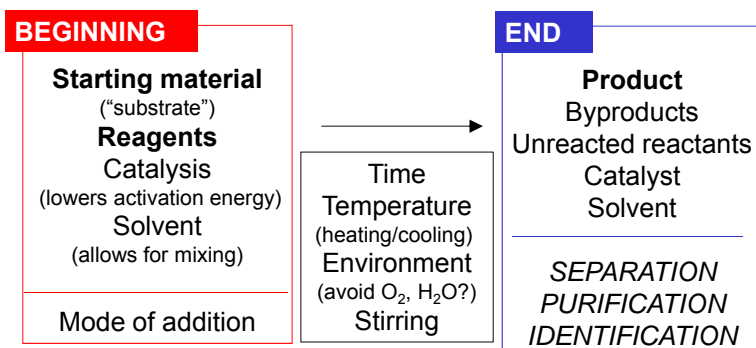 BEGINNING
Starting material
(“substrate”)
Reagents
Catalysis
(lowers activation energy)
Solvent
(allows for mixing)
Mode of addition
Time
Temperature
(heating/cooling)
Environment
(avoid O₂, H₂O?)
Stirring
END
Product
Byproducts
Unreacted reactants
Catalyst
Solvent
SEPARATION
PURIFICATION
IDENTIFICATION